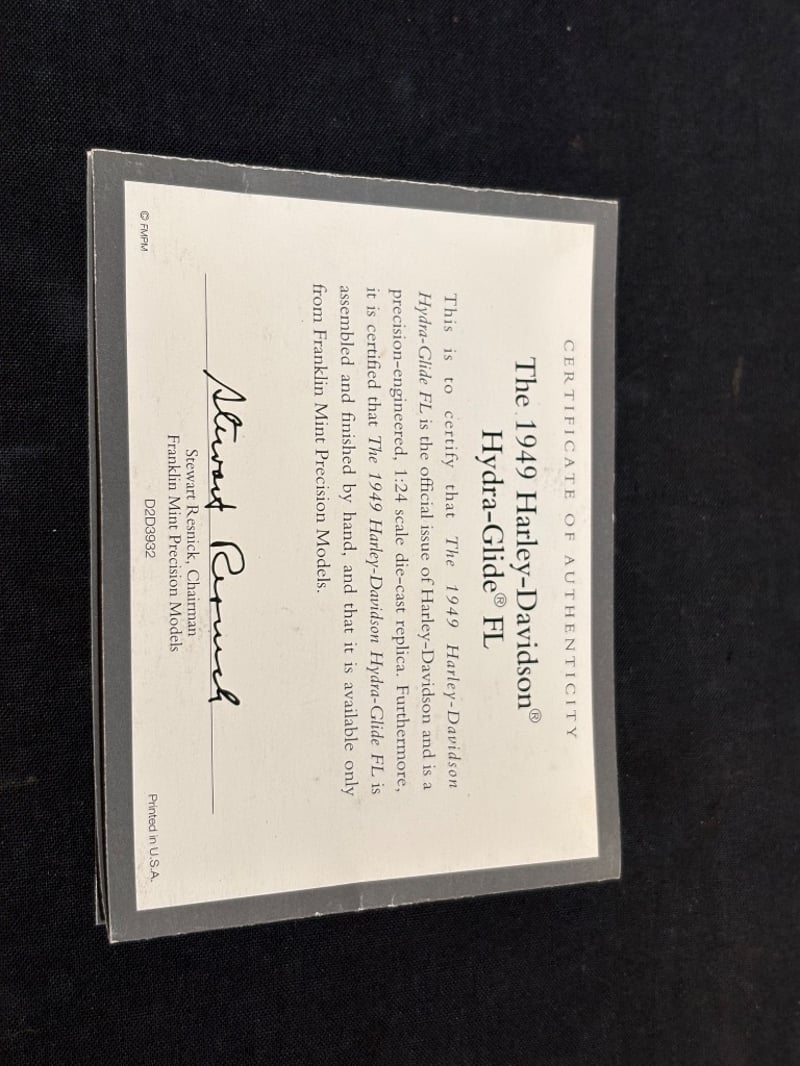 CERTIFICATE OF AUTHENTICITY
The 1949 Harley-Davidson®
Hydra-Glide® FL
This is to certify that The 1949 Harley-Davidson
Hydra-Glide FL is the official issue of Harley-Davidson and is a
precision-engineered, 1:24 scale die-cast replica. Furthermore,
it is certified that The 1949 Harley-Davidson Hydra-Glide FL is
assembled and finished by hand, and that it is available only
from Franklin Mint Precision Models.
Stewart Resnick
Stewart Resnick, Chairman
Franklin Mint Precision Models
© FMPM
D2D3932
Printed in U.S.A.